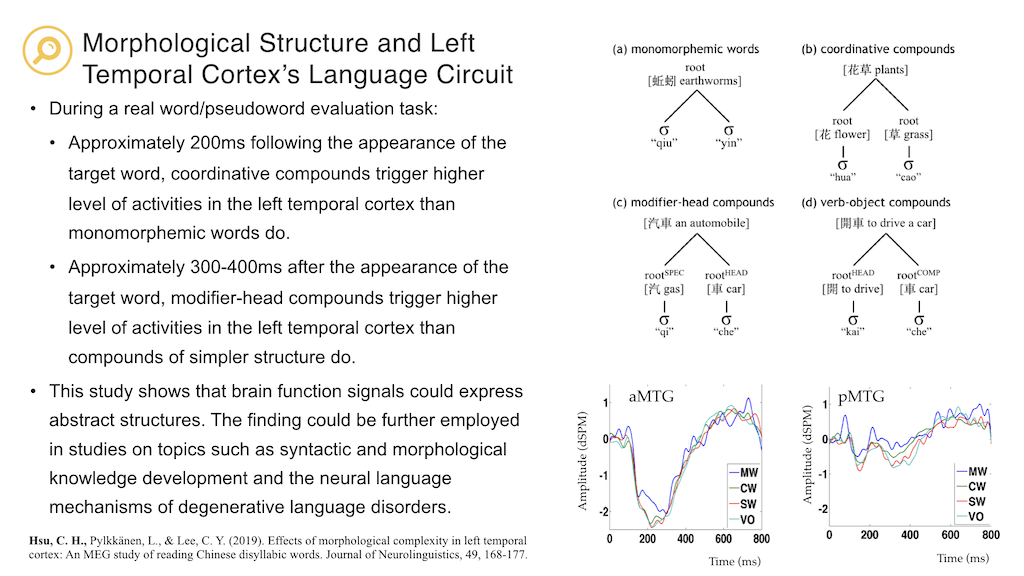 Morphological Structure and Left
Temporal Cortex's Language Circuit
• During a real word/pseudoword evaluation task:
• Approximately 200ms following the appearance of the
target word, coordinative compounds trigger higher
level of activities in the left temporal cortex than
monomorphemic words do.
• Approximately 300-400ms after the appearance of the
target word, modifier-head compounds trigger higher
level of activities in the left temporal cortex than
compounds of simpler structure do.
• This study shows that brain function signals could express
abstract structures. The finding could be further employed
in studies on topics such as syntactic and morphological
knowledge development and the neural language
mechanisms of degenerative language disorders.
Hsu, C. H., Pylkkänen, L., & Lee, C. Y. (2019). Effects of morphological complexity in left temporal
cortex: An MEG study of reading Chinese disyllabic words. Journal of Neurolinguistics, 49, 168-177.
(a) monomorphemic words
root
[蚯蚓 earthworms]
σ σ
“qiu” “yin”
(b) coordinative compounds
[花草 plants]
root root
[花 flower] [草 grass]
σ σ
“hua” “cao”
(c) modifier-head compounds
[汽車 an automobile]
rootSPEC rootHEAD
[汽 gas] [車 car]
σ σ
“qi” “che”
(d) verb-object compounds
[開車 to drive a car]
rootHEAD rootCOMP
[開 to drive] [車 car]
σ σ
“kai” “che”
aMTG
Amplitude (dSPM)
1
0
-1
-2
MW
CW
SW
VO
0 200 400 600 800
Time (ms)
pMTG
Amplitude (dSPM)
1
0
-1
-2
MW
CW
SW
VO
0 200 400 600 800
Time (ms)